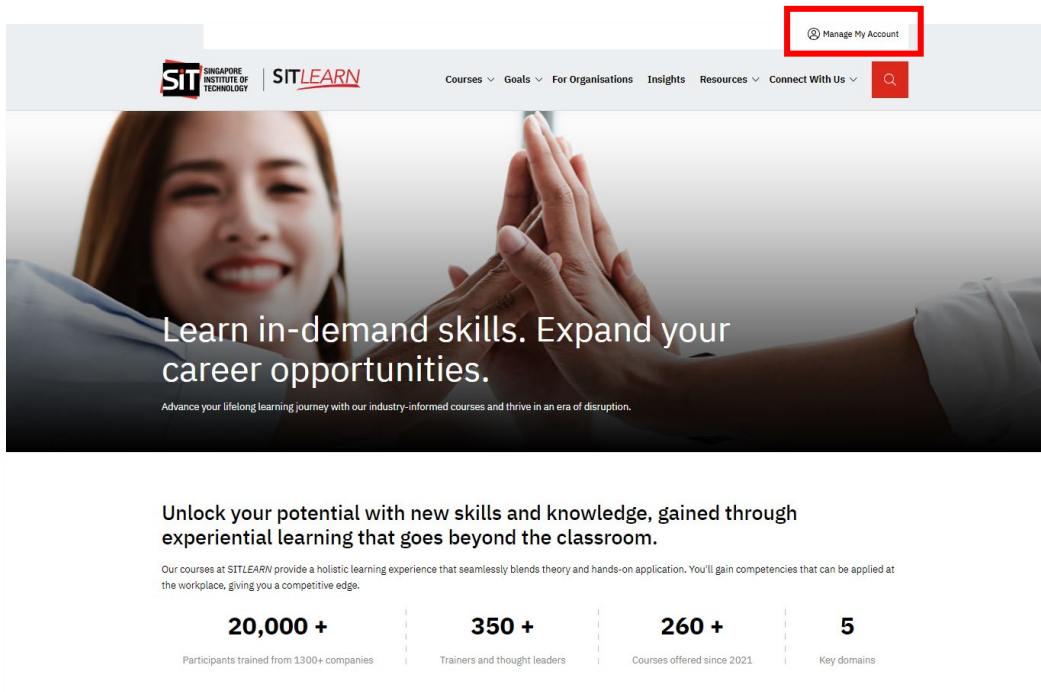 Manage My Account
SiT SINGAPORE INSTITUTE OF TECHNOLOGY
SITLEARN
Courses Goals For Organisations Insights Resources Connect With Us
Learn in-demand skills. Expand your
career opportunities.
Advance your lifelong learning journey with our industry-informed courses and thrive in an era of disruption.
Unlock your potential with new skills and knowledge, gained through
experiential learning that goes beyond the classroom.
Our courses at SITLEARN provide a holistic learning experience that seamlessly blends theory and hands-on application. You'll gain competencies that can be applied at
the workplace, giving you a competitive edge.
20,000 + 350 + 260 + 5
Participants trained from 1300+ companies Trainers and thought leaders Courses offered since 2021 Key domains